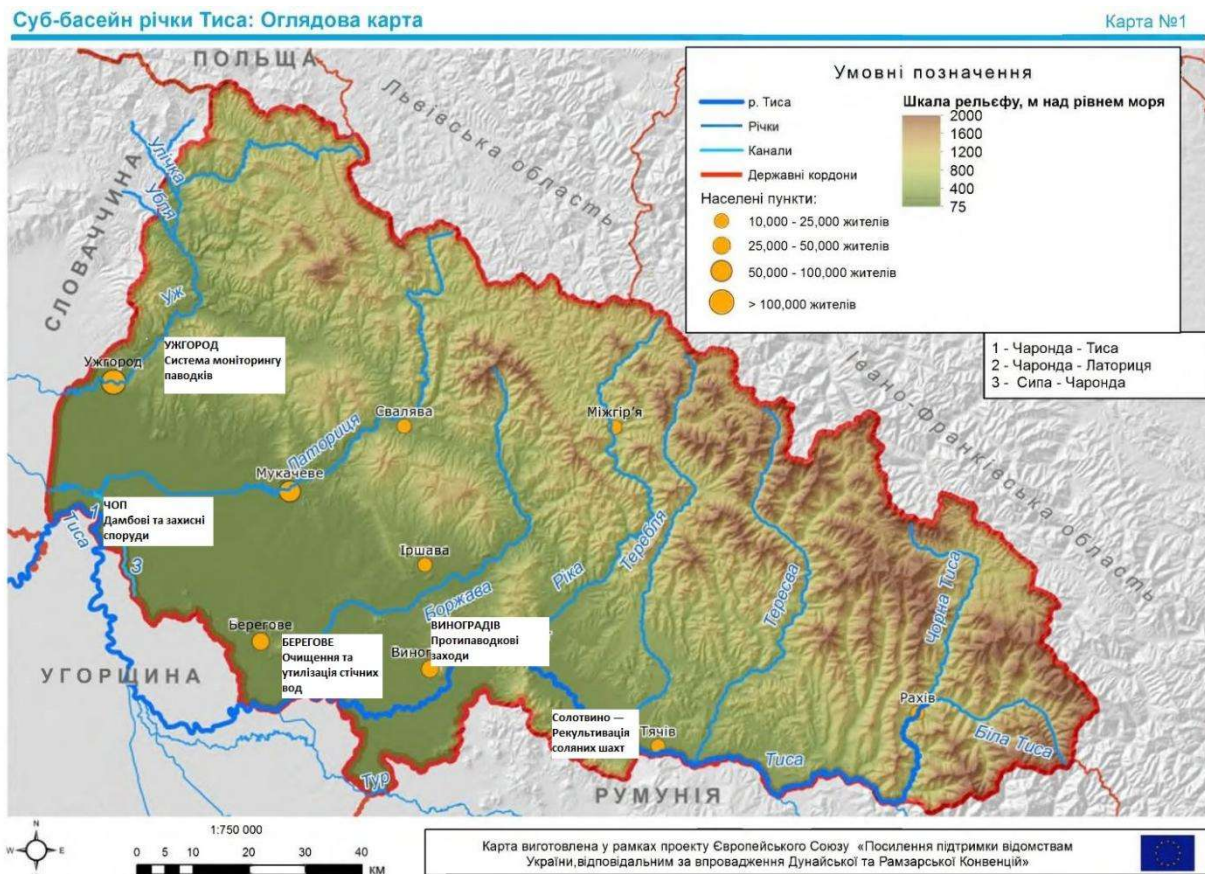 Суб-басейн річки Тиса: Оглядова карта
Карта №1
ПОЛЬЩА
Львівська область
СЛОВАЧЧИНА
Умовні позначення
р. Тиса
Річки
Канали
Державні кордони
Населені пункти:
10,000 - 25,000 жителів
25,000 - 50,000 жителів
50,000 - 100,000 жителів
> 100,000 жителів
Шкала рельєфу, м над рівнем моря
2000
1600
1200
800
400
75
1 - Чаронда - Тиса
2 - Чаронда - Латориця
3 - Сипа - Чаронда
Івано-Франківська область
Улічка
Убля
Уж
Ужгород
УЖГОРОД
Система моніторингу
паводків
Свалява
Міжгір'я
Латориця
Мукачеве
ЧОП
Дамбові та захисні
споруди
Тиса
1
3
Іршава
Боржава
Ріка
Теребля
Тересва
Чорна Тиса
Берегове
БЕРЕГОВЕ
Очищення та
утилізація стічних
вод
ВИНОГРАДІВ
Протипаводкові
заходи
Виног
УГОРЩИНА
Солотвино —
Рекультивація
соляних шахт
Тячів
Рахів
Біла Тиса
Тиса
Тур
РУМУНІЯ
N
W
E
S
1:750 000
0 5 10 20 30 40
КМ
Карта виготовлена у рамках проекту Європейського Союзу «Посилення підтримки відомствам
України,відповідальним за впровадження Дунайської та Рамзарської Конвенцій»